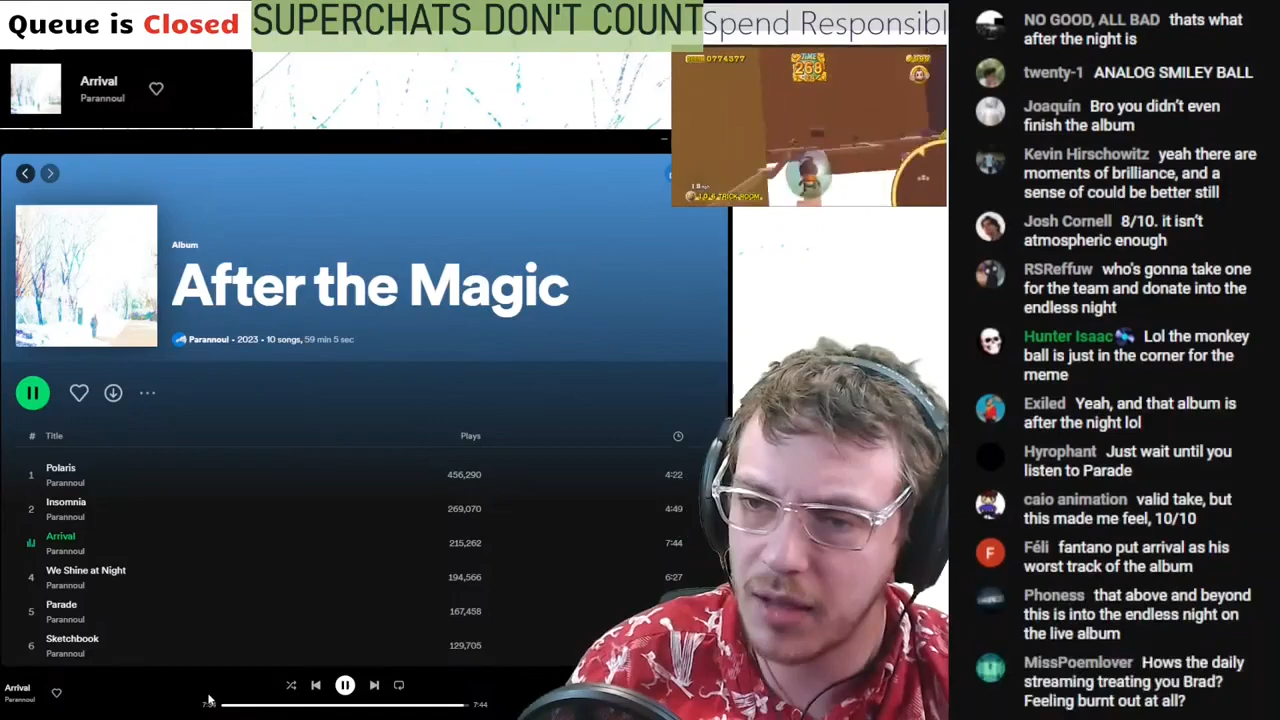 Queue is Closed
SUPERCHATS DON'T COUNT
Spend Responsibl
Arrival
Parannoul
0774377
TIME
268
Album
After the Magic
Parannoul • 2023 • 10 songs, 59 min 5 sec
# Title Plays
1 Polaris 456,290 4:22
Parannoul
2 Insomnia 269,070 4:49
Parannoul
Arrival 215,262 7:44
Parannoul
4 We Shine at Night 194,566 6:27
Parannoul
5 Parade 167,458
Parannoul
6 Sketchbook 129,705
Parannoul
Arrival
Parannoul
7:44
NO GOOD, ALL BAD thats what
after the night is
twenty-1 ANALOG SMILEY BALL
Joaquín Bro you didn't even
finish the album
Kevin Hirschowitz yeah there are
moments of brilliance, and a
sense of could be better still
Josh Cornell 8/10. it isn't
atmospheric enough
RSReffuw who's gonna take one
for the team and donate into the
endless night
Hunter Isaac Lol the monkey
ball is just in the corner for the
meme
Exiled Yeah, and that album is
after the night lol
Hyrophant Just wait until you
listen to Parade
caio animation valid take, but
this made me feel, 10/10
F Féli fantano put arrival as his
worst track of the album
Phoness that above and beyond
this is into the endless night on
the live album
MissPoemlover Hows the daily
streaming treating you Brad?
Feeling burnt out at all?